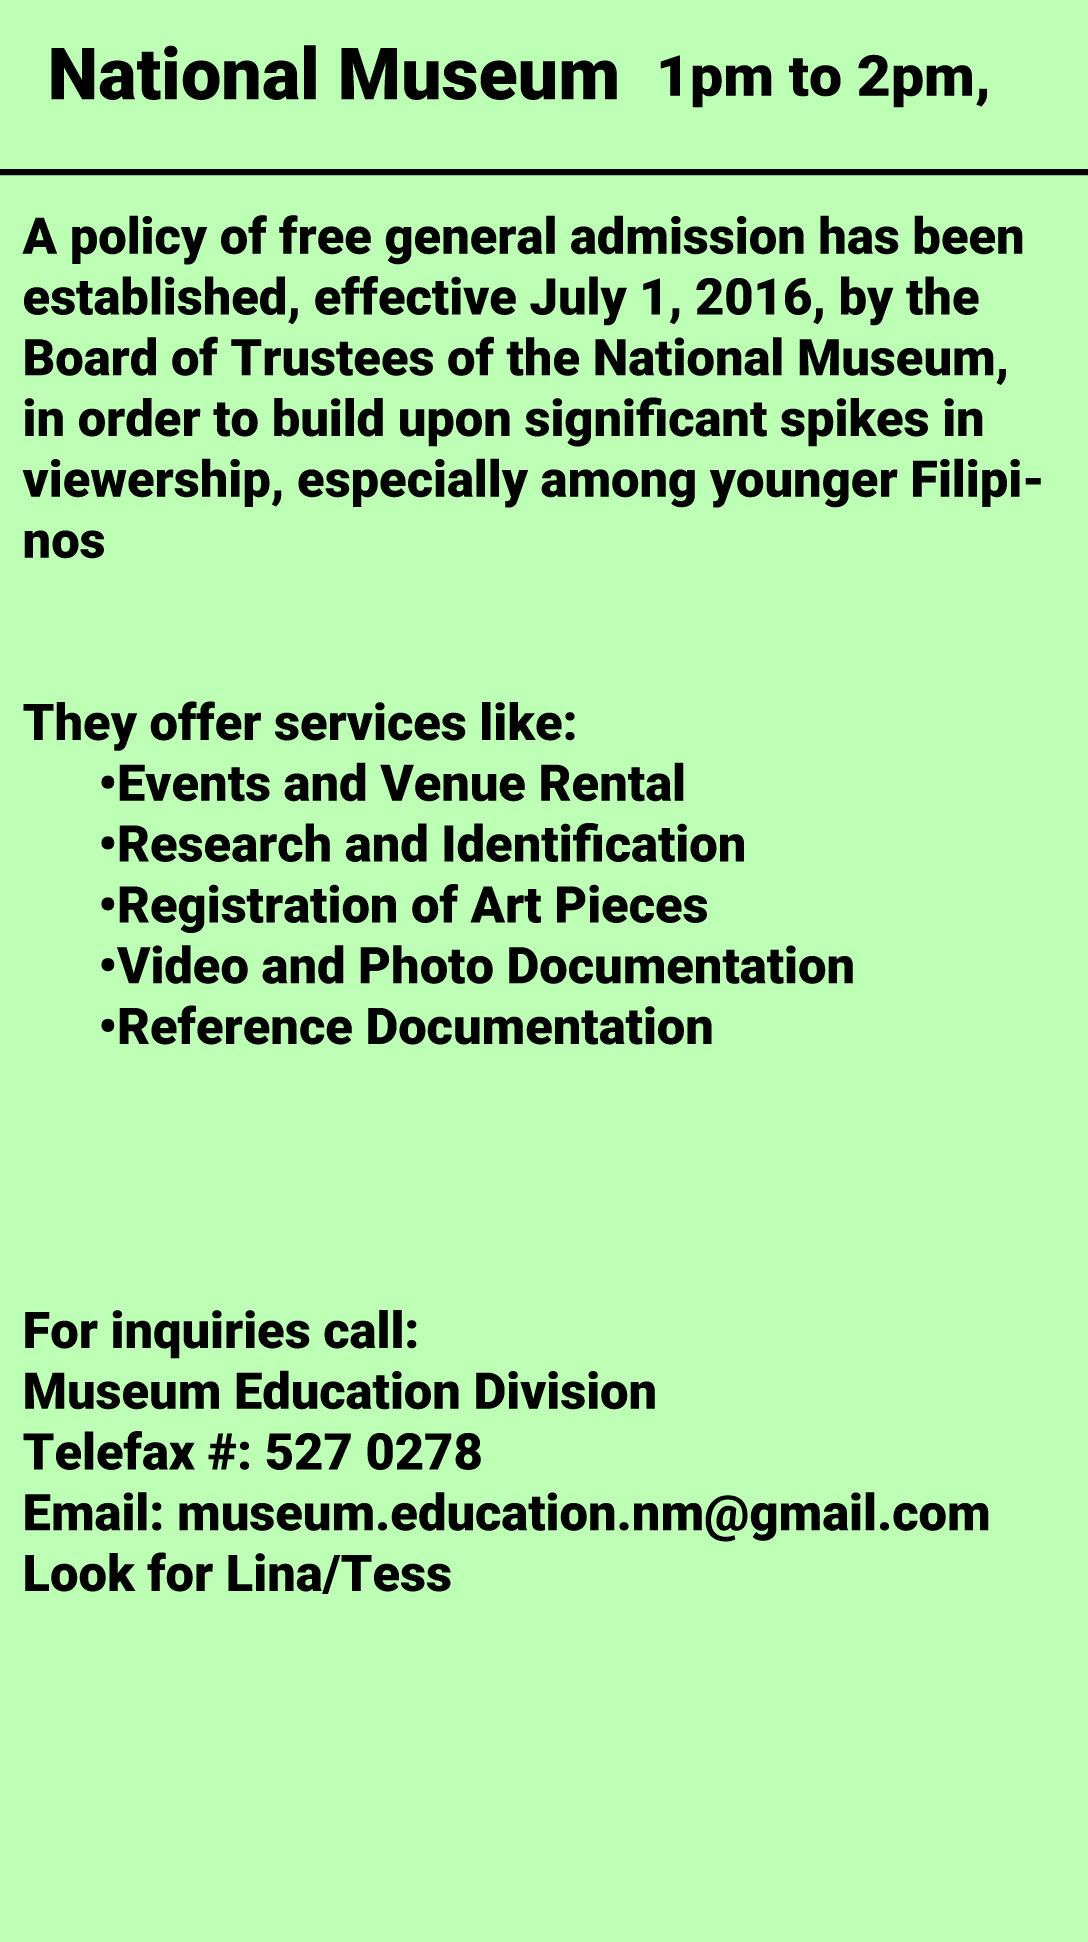 National Museum 1pm to 2pm,
A policy of free general admission has been
established, effective July 1, 2016, by the
Board of Trustees of the National Museum,
in order to build upon significant spikes in
viewership, especially among younger Filipi-
nos
They offer services like:
•Events and Venue Rental
•Research and Identification
•Registration of Art Pieces
•Video and Photo Documentation
•Reference Documentation
For inquiries call:
Museum Education Division
Telefax #: 527 0278
Email: museum.education.nm@gmail.com
Look for Lina/Tess